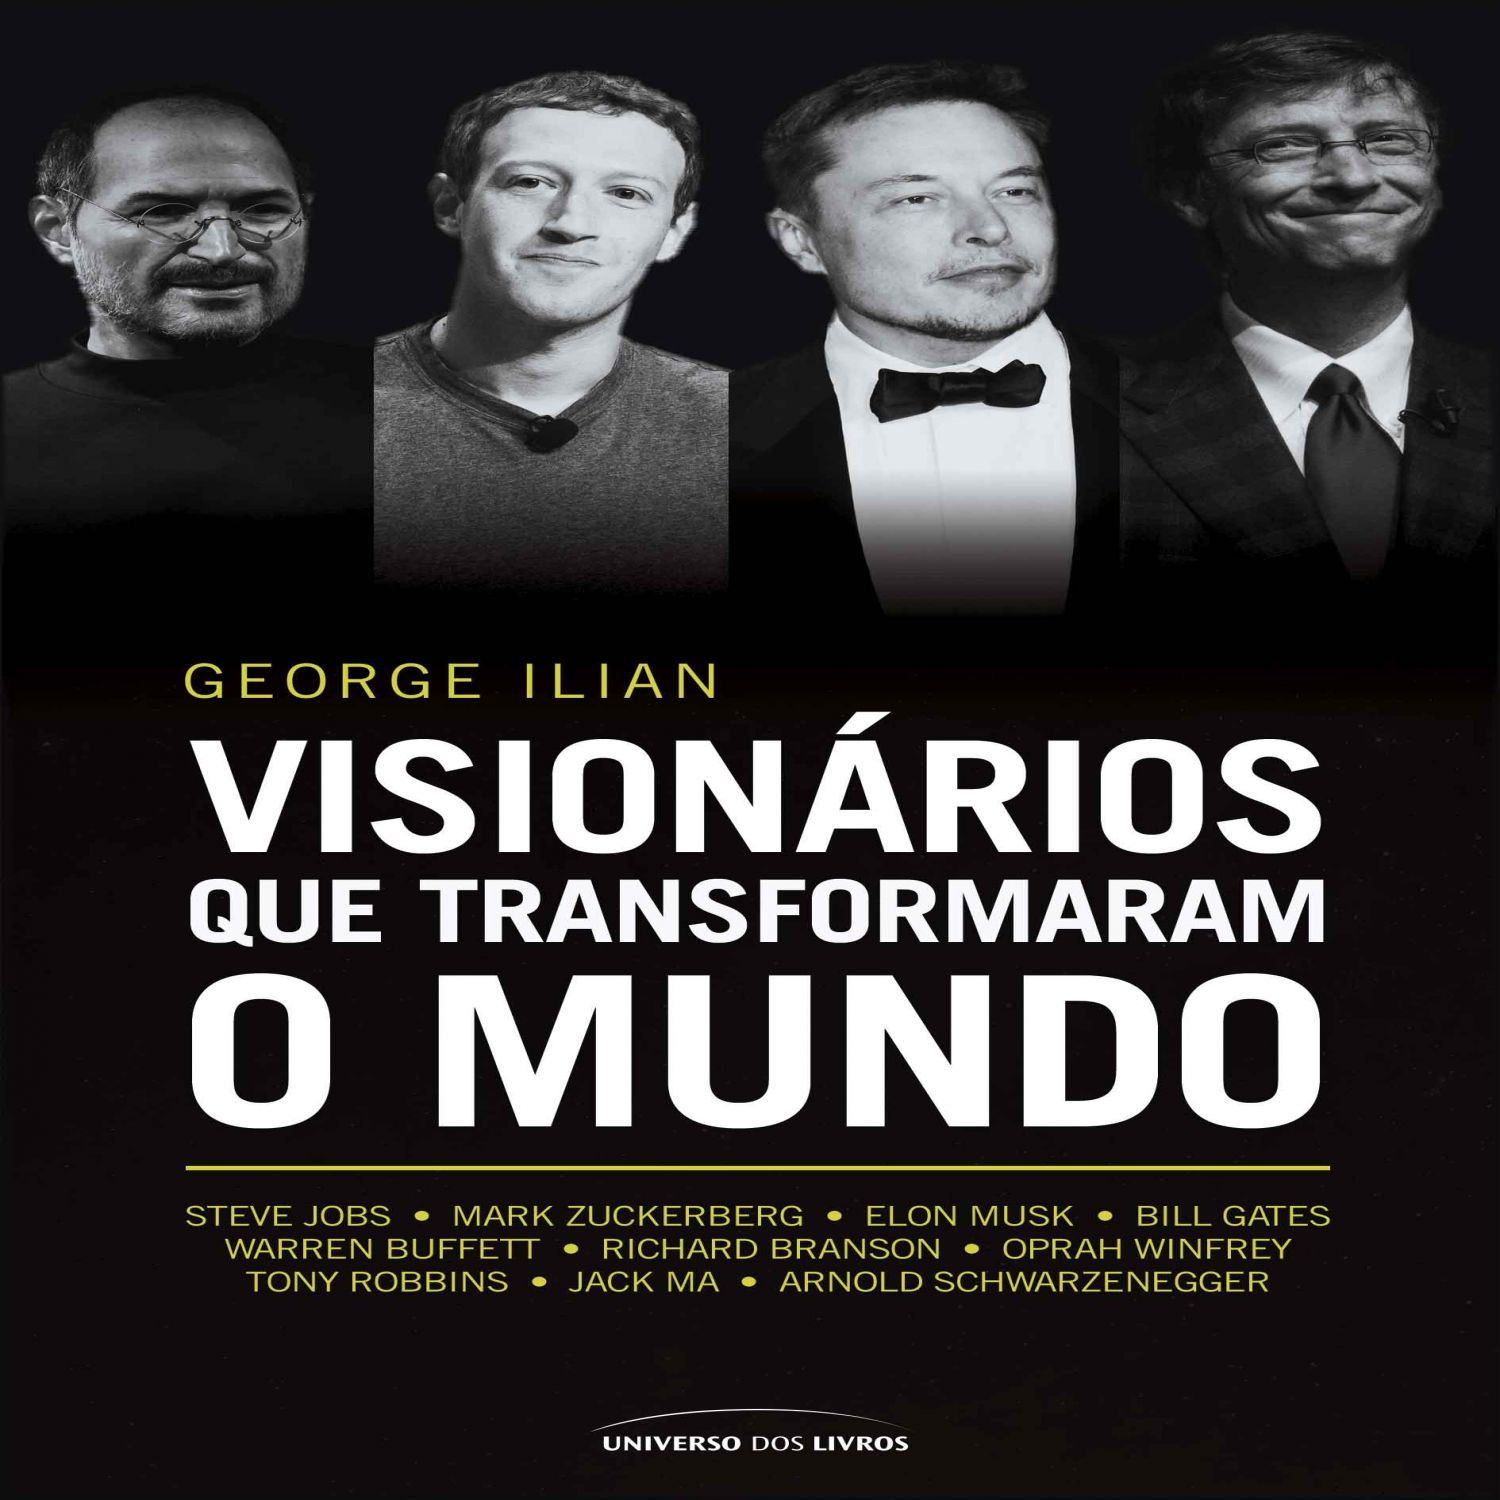 GEORGE ILIAN
VISIONÁRIOS
QUE TRANSFORMARAM
O MUNDO
STEVE JOBS • MARK ZUCKERBERG • ELON MUSK • BILL GATES
WARREN BUFFETT • RICHARD BRANSON • OPRAH WINFREY
TONY ROBBINS • JACK MA • ARNOLD SCHWARZENEGGER
UNIVERSO DOS LIVROS